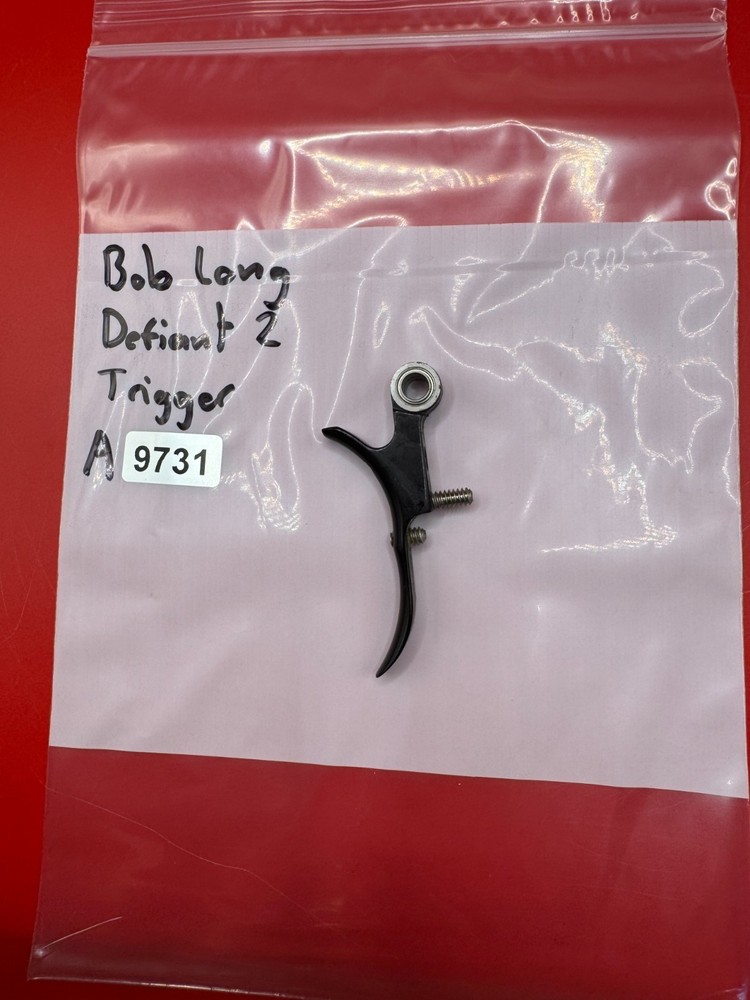 Bob Long
Defiant 2
Trigger
A 9731